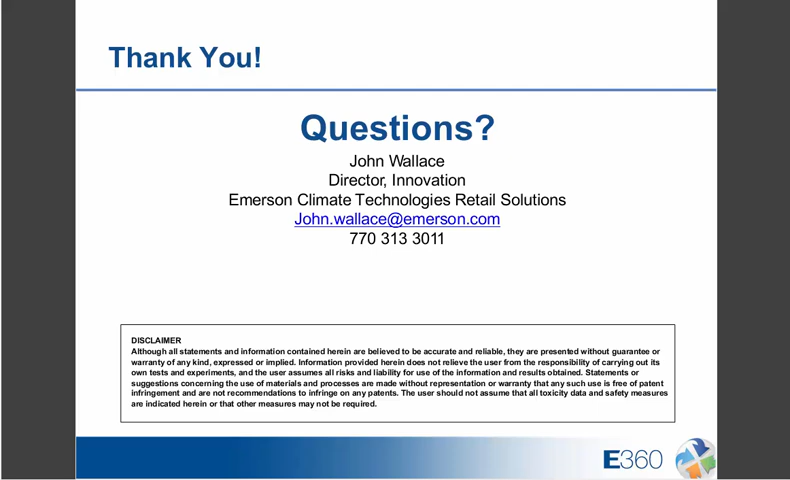 Thank You!
Questions?
John Wallace
Director, Innovation
Emerson Climate Technologies Retail Solutions
John.wallace@emerson.com
770 313 3011
DISCLAIMER
Although all statements and information contained herein are believed to be accurate and reliable, they are presented without guarantee or
warranty of any kind, expressed or implied. Information provided herein does not relieve the user from the responsibility of carrying out its
own tests and experiments, and the user assumes all risks and liability for use of the information and results obtained. Statements or
suggestions concerning the use of materials and processes are made without representation or warranty that any such use is free of patent
infringement and are not recommendations to infringe on any patents. The user should not assume that all toxicity data and safety measures
are indicated herein or that other measures may not be required.
E360